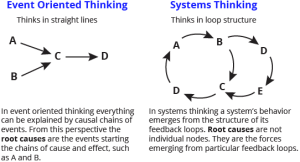 Event Oriented Thinking
Thinks in straight lines
A
B
C
D
In event oriented thinking everything
can be explained by causal chains of
events. From this perspective the
root causes are the events starting
the chains of cause and effect, such
as A and B.
Systems Thinking
Thinks in loop structure
A
B
D
E
C
D
In systems thinking a system's behavior
emerges from the structure of its
feedback loops. Root causes are not
individual nodes. They are the forces
emerging from particular feedback loops.